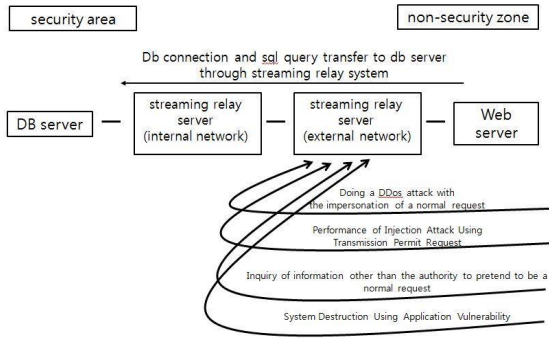 security area
non-security zone
Db connection and sql query transfer to db server
through streaming relay system
DB server
streaming relay
server
(internal network)
streaming relay
server
(external network)
Web
server
Doing a DDos attack with
the impersonation of a normal request
Performance of Injection Attack Using
Transmission Permit Request
Inquiry of information other than the authority to pretend to be a
normal request
System Destruction Using Application Vulnerability